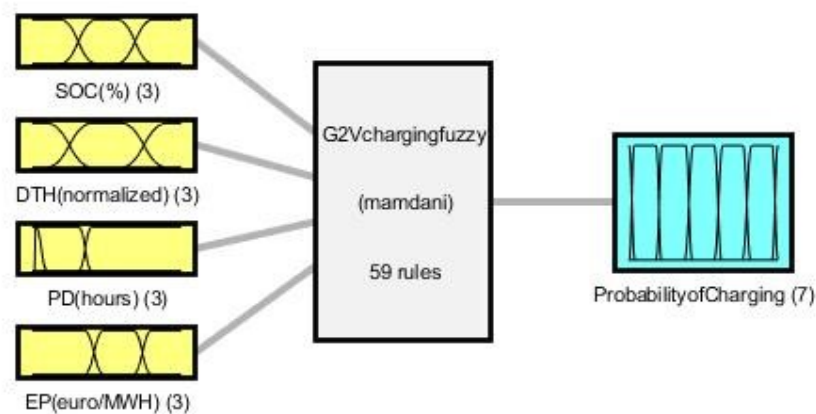 SOC(%) (3)
DTH(normalized) (3)
PD(hours) (3)
EP(euro/MWH) (3)
G2Vchargingfuzzy
(mamdani)
59 rules
ProbabilityofCharging (7)